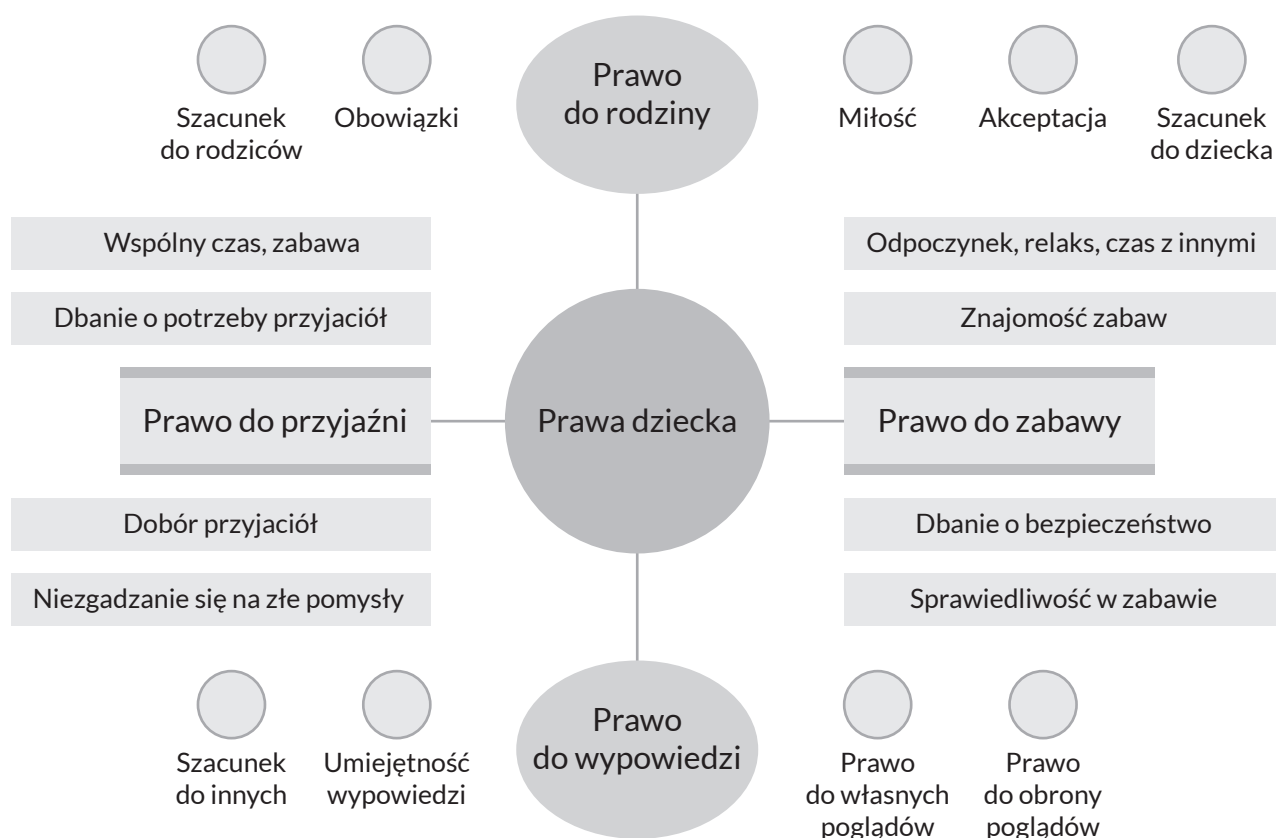 Prawo
do rodziny
Szacunek
do rodziców
Obowiązki
Miłość
Akceptacja
Szacunek
do dziecka
Wspólny czas, zabawa
Odpoczynek, relaks, czas z innymi
Dbanie o potrzeby przyjaciół
Znajomość zabaw
Prawo do przyjaźni
Prawa dziecka
Prawo do zabawy
Dobór przyjaciół
Dbanie o bezpieczeństwo
Niezgadzanie się na złe pomysły
Sprawiedliwość w zabawie
Prawo
do wypowiedzi
Szacunek
do innych
Umiejętność
wypowiedzi
Prawo
do własnych
poglądów
Prawo
do obrony
poglądów